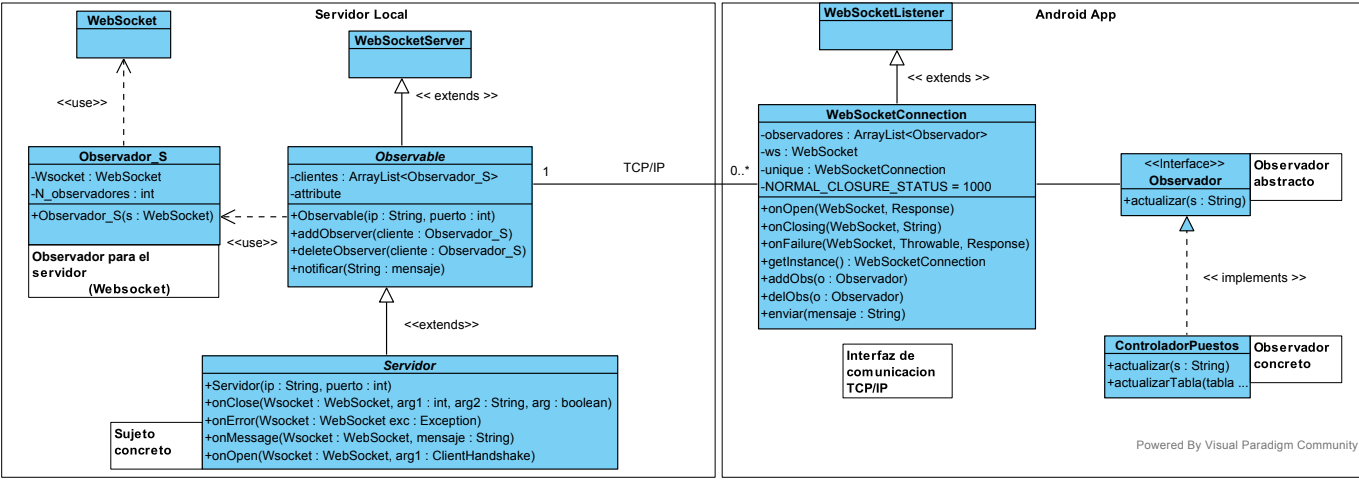 Servidor Local
WebSocket
<<use>>
WebSocketServer
<< extends >>
Observador_S
-Wsocket : WebSocket
-N_observadores : int
+Observador_S(s : WebSocket)
Observador para el
servidor
(Websocket)
<<use>>
Observable
-clientes : ArrayList<Observador_S>
-attribute
+Observable(ip : String, puerto : int)
+addObserver(cliente : Observador_S)
+deleteObserver(cliente : Observador_S)
+notificar(String : mensaje)
<<extends>>
Servidor
+Servidor(ip : String, puerto : int)
+onClose(Wsocket : WebSocket, arg1 : int, arg2 : String, arg : boolean)
+onError(Wsocket : WebSocket exc : Exception)
+onMessage(Wsocket : WebSocket, mensaje : String)
+onOpen(Wsocket : WebSocket, arg1 : ClientHandshake)
Sujeto
concreto
1
TCP/IP
0..*
Android App
WebSocketListener
<< extends >>
WebSocketConnection
-observadores : ArrayList<Observador>
-ws : WebSocket
-unique : WebSocketConnection
-NORMAL_CLOSURE_STATUS = 1000
+onOpen(WebSocket, Response)
+onClosing(WebSocket, String)
+onFailure(WebSocket, Throwable, Response)
+getInstance() : WebSocketConnection
+addObs(o : Observador)
+delObs(o : Observador)
+enviar(mensaje : String)
Interfaz de
comunicacion
TCP/IP
<<Interface>>
Observador
+actualizar(s : String)
Observador
abstracto
<< implements >>
ControladorPuestos
+actualizar(s : String)
+actualizarTabla(tabla ...
Observador
concreto
Powered By Visual Paradigm Community